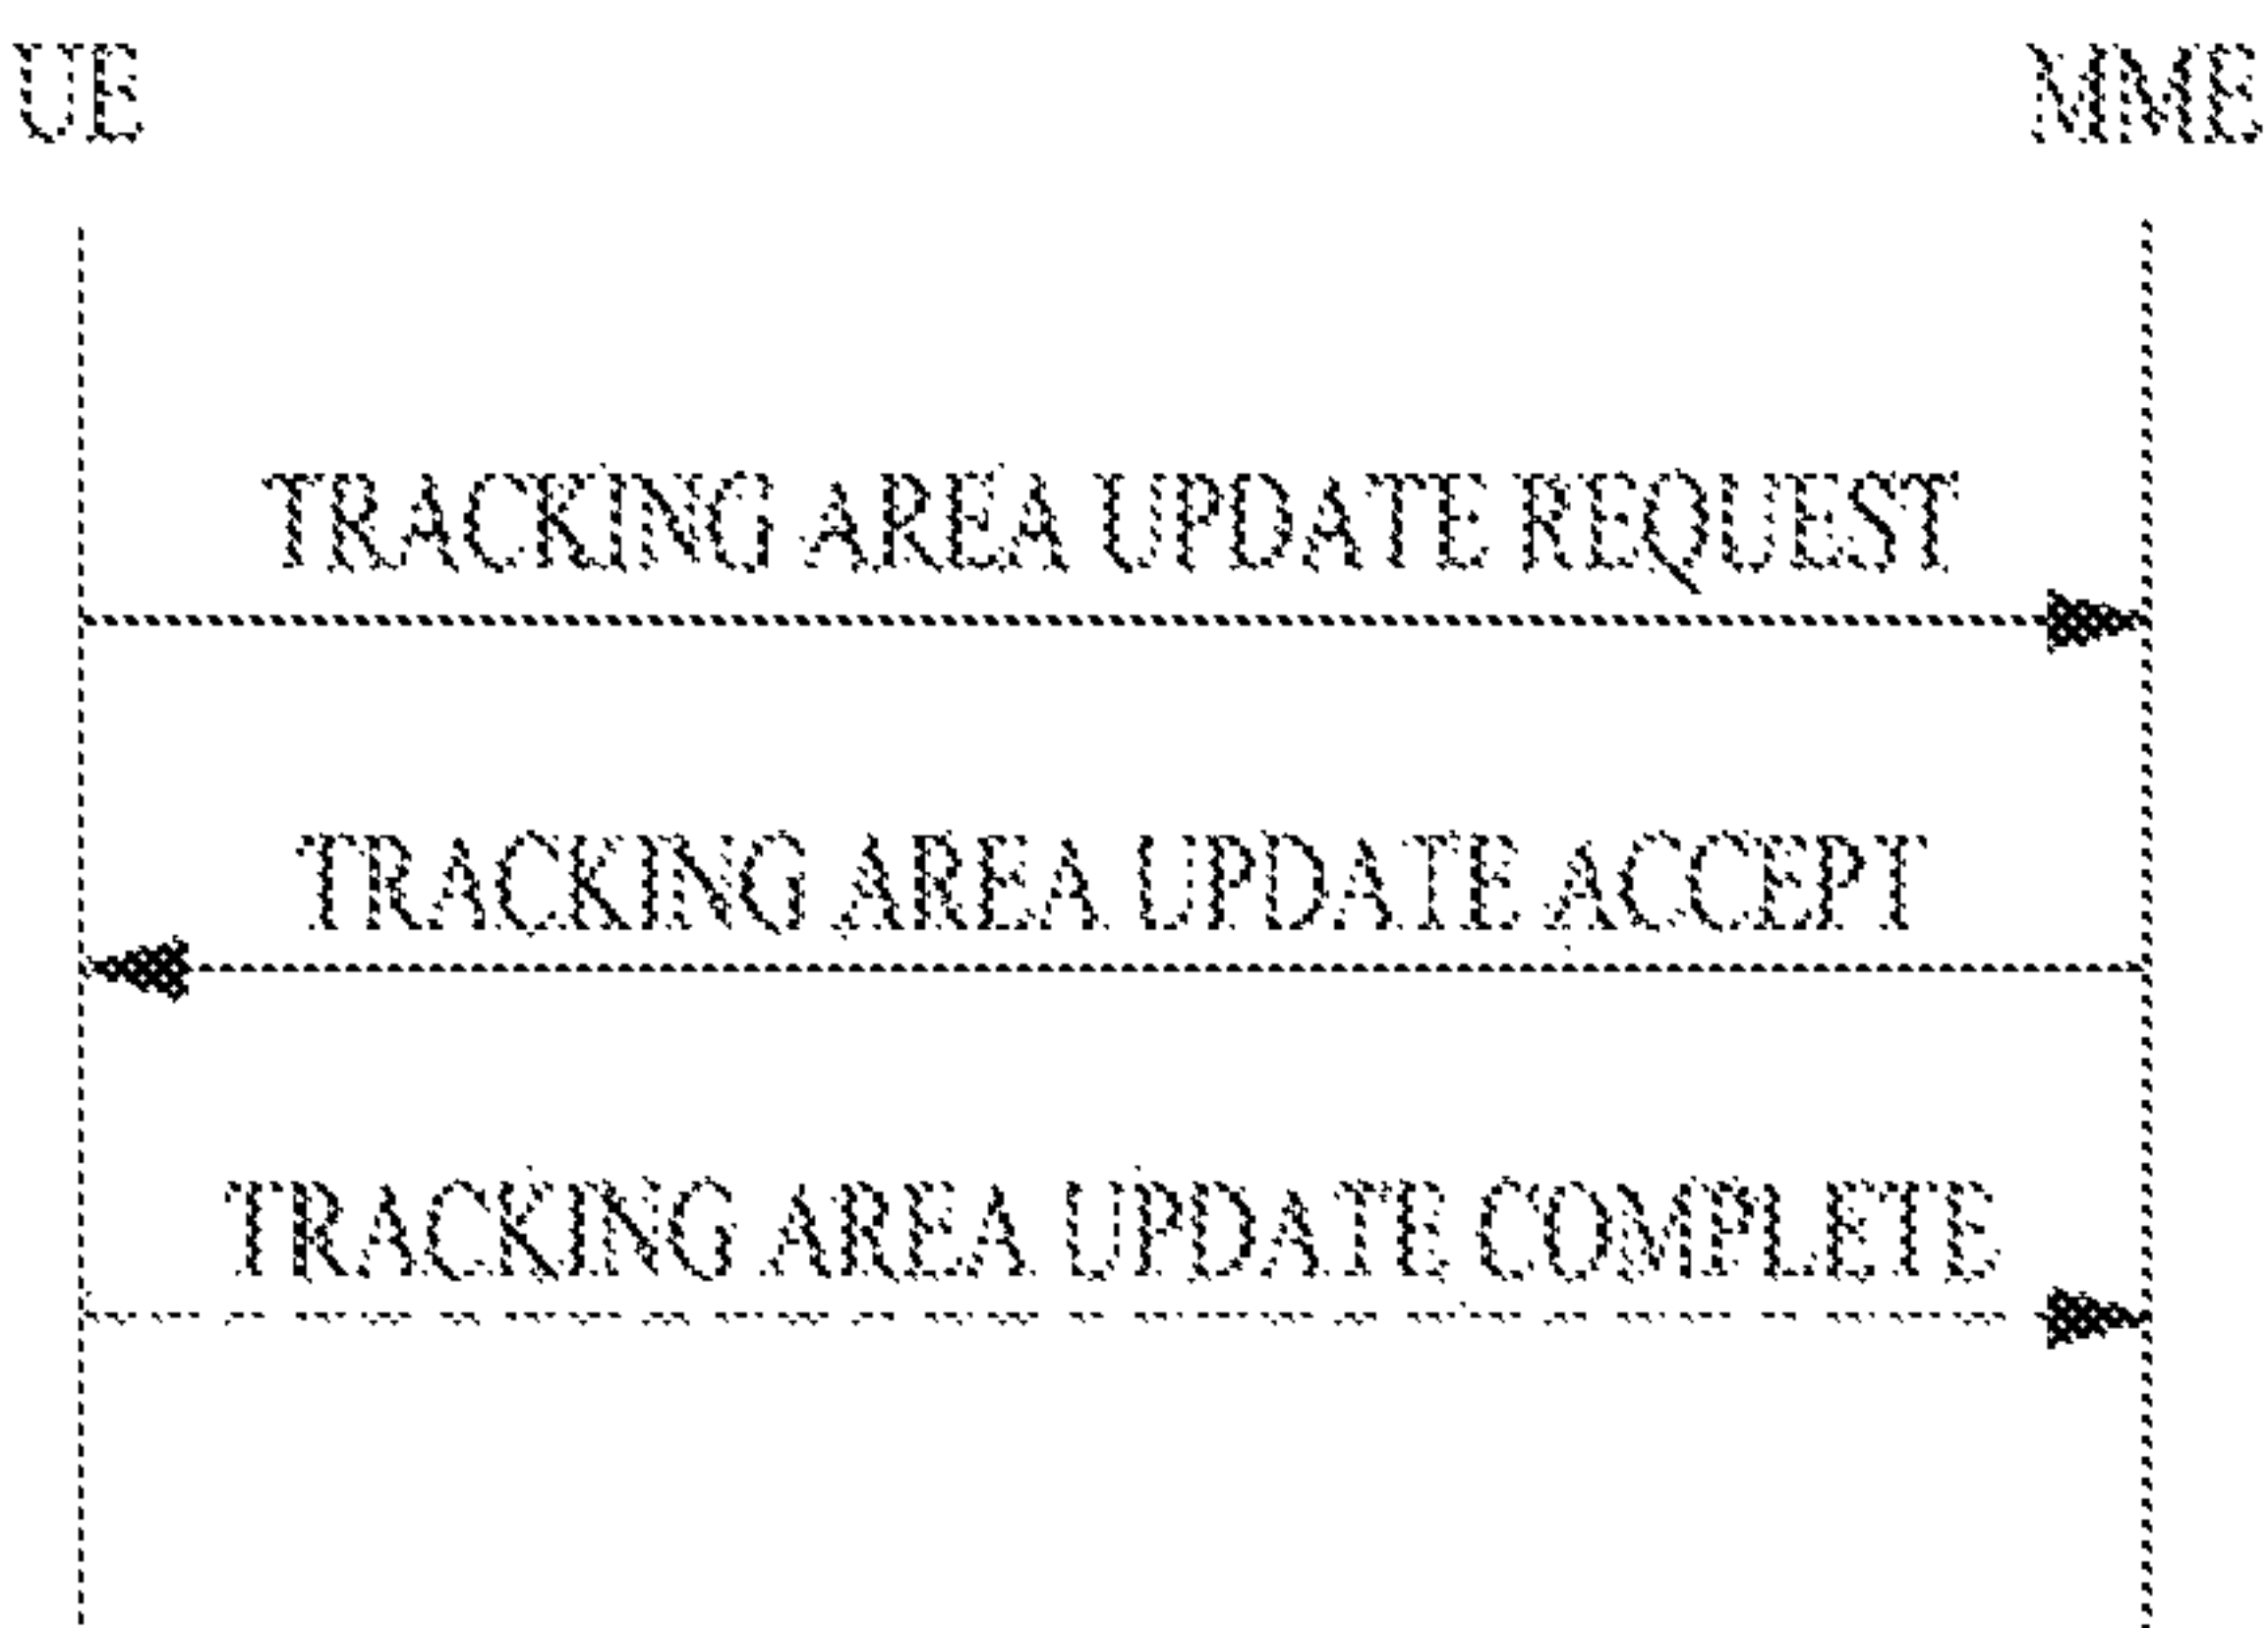 UE MME
TRACKING AREA UPDATE REQUEST
TRACKING AREA UPDATE ACCEPT
TRACKING AREA UPDATE COMPLETE